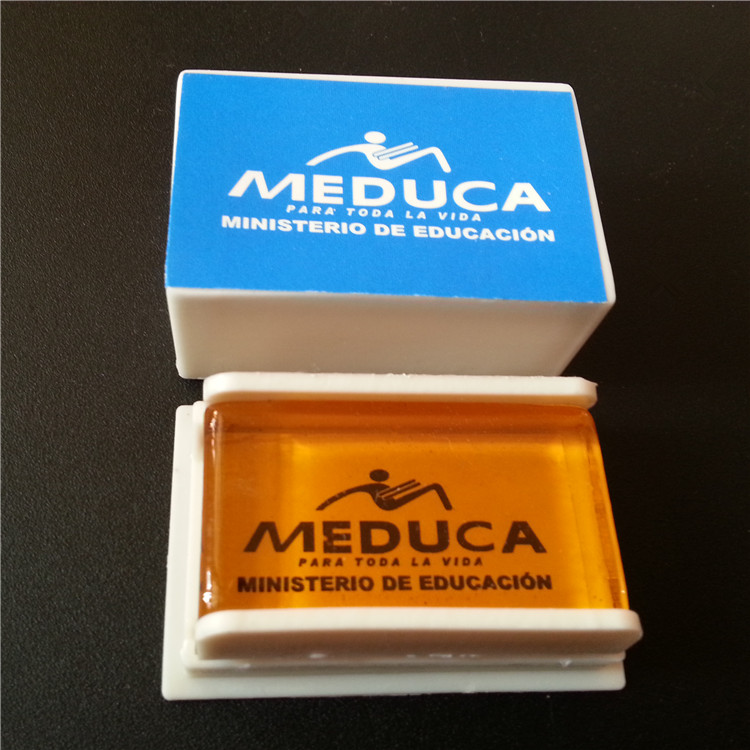 MEDUCA
PARA TODA LA VIDA
MINISTERIO DE EDUCACIÓN
MEDUCA
PARA TODA LA VIDA
MINISTERIO DE EDUCACIÓN